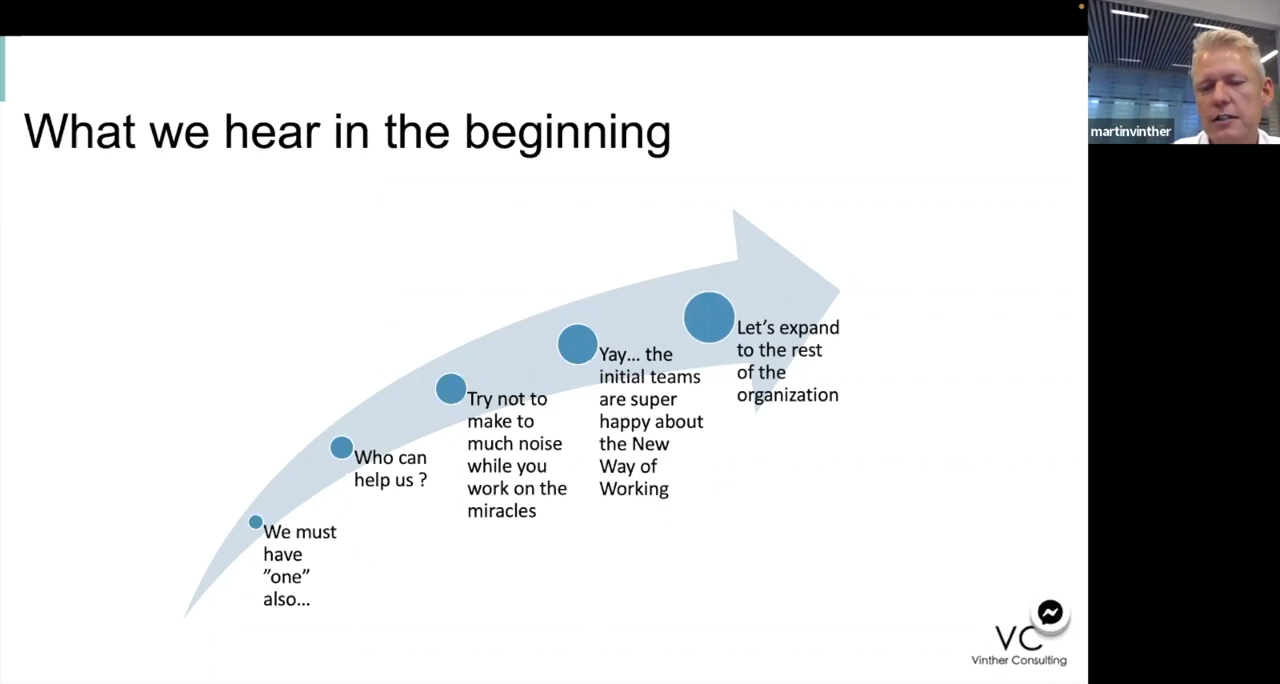 What we hear in the beginning
martinvinther
We must
have
”one”
also...
Who can
help us ?
Try not to
make to
much noise
while you
work on the
miracles
Yay... the
initial teams
are super
happy about
the New
Way of
Working
Let’s expand
to the rest
of the
organization
VC
Vinther Consulting